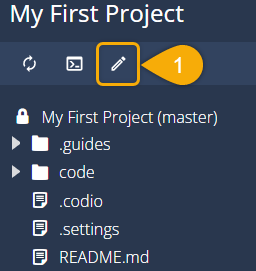 My First Project
1
My First Project (master)
.guides
code
.codio
.settings
README.md